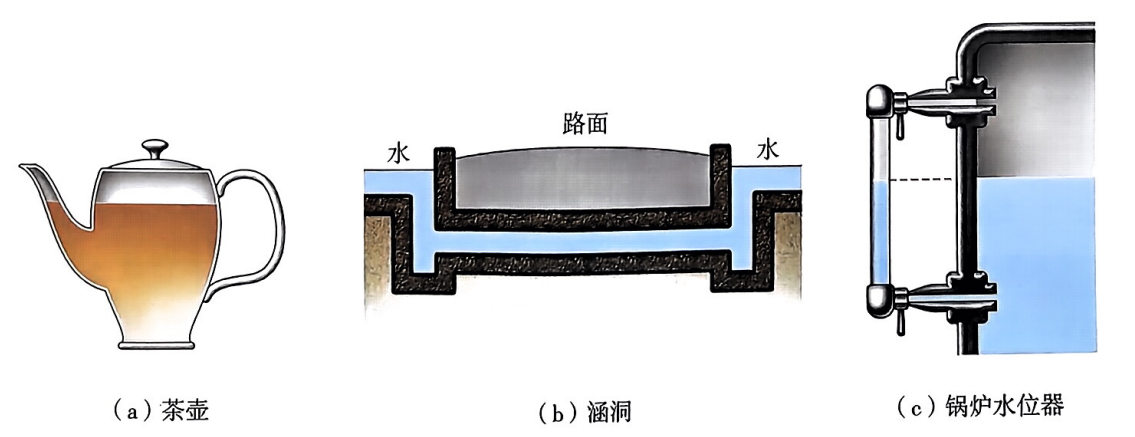 路面
水
水
(a)茶壶
(b)涵洞
(c)锅炉水位器